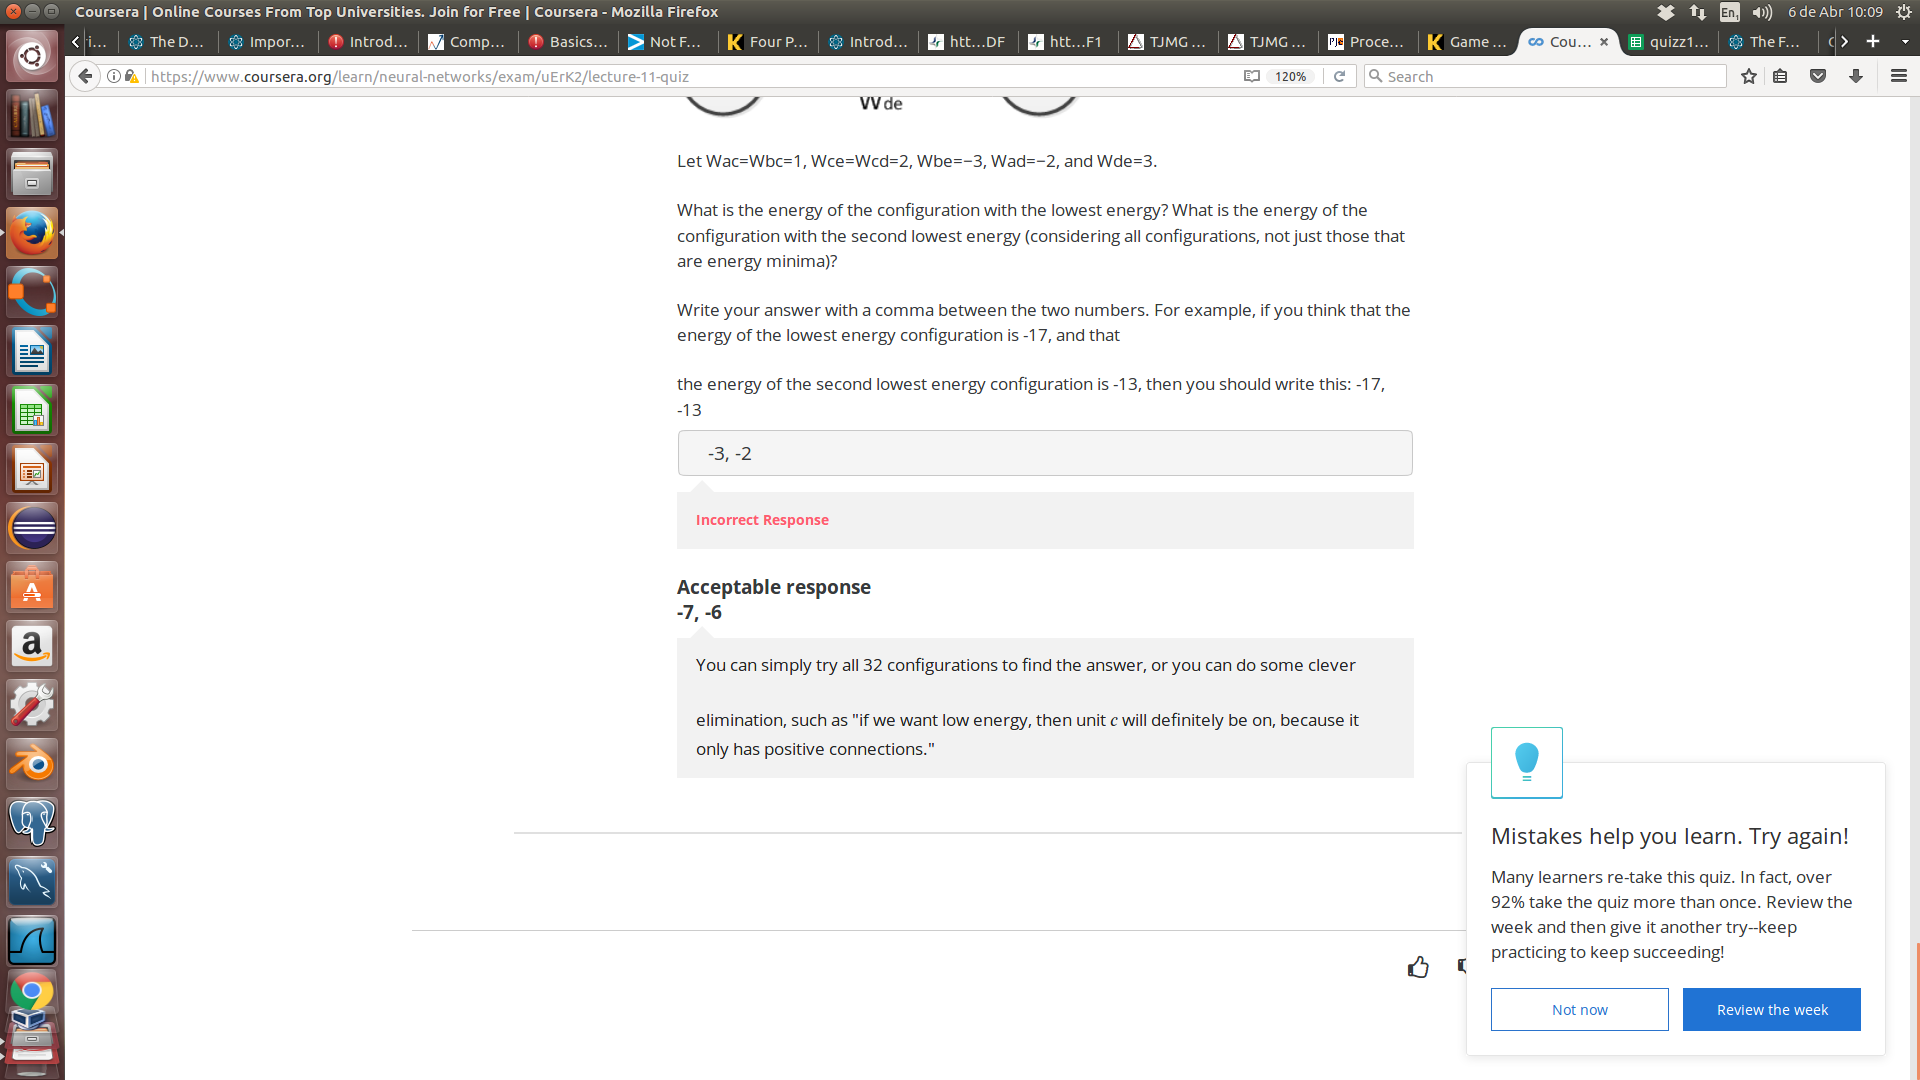 Coursera | Online Courses From Top Universities. Join for Free | Coursera - Mozilla Firefox
En1
6 de Abr 10:09
i…
The D…
Impor…
Introd…
Comp…
Basics…
Not F…
Four P…
Introd…
htt…DF
htt…F1
TJMG …
TJMG …
PJe
Proce…
Game …
Cou…
quizz1…
The F…
https://www.coursera.org/learn/neural-networks/exam/uErK2/lecture-11-quiz
120%
Search
Wde
Let Wac=Wbc=1, Wce=Wcd=2, Wbe=−3, Wad=−2, and Wde=3.
What is the energy of the configuration with the lowest energy? What is the energy of the
configuration with the second lowest energy (considering all configurations, not just those that
are energy minima)?
Write your answer with a comma between the two numbers. For example, if you think that the
energy of the lowest energy configuration is -17, and that
the energy of the second lowest energy configuration is -13, then you should write this: -17,
-13
-3, -2
Incorrect Response
Acceptable response
-7, -6
You can simply try all 32 configurations to find the answer, or you can do some clever
elimination, such as "if we want low energy, then unit c will definitely be on, because it
only has positive connections."
Mistakes help you learn. Try again!
Many learners re-take this quiz. In fact, over
92% take the quiz more than once. Review the
week and then give it another try--keep
practicing to keep succeeding!
Not now
Review the week